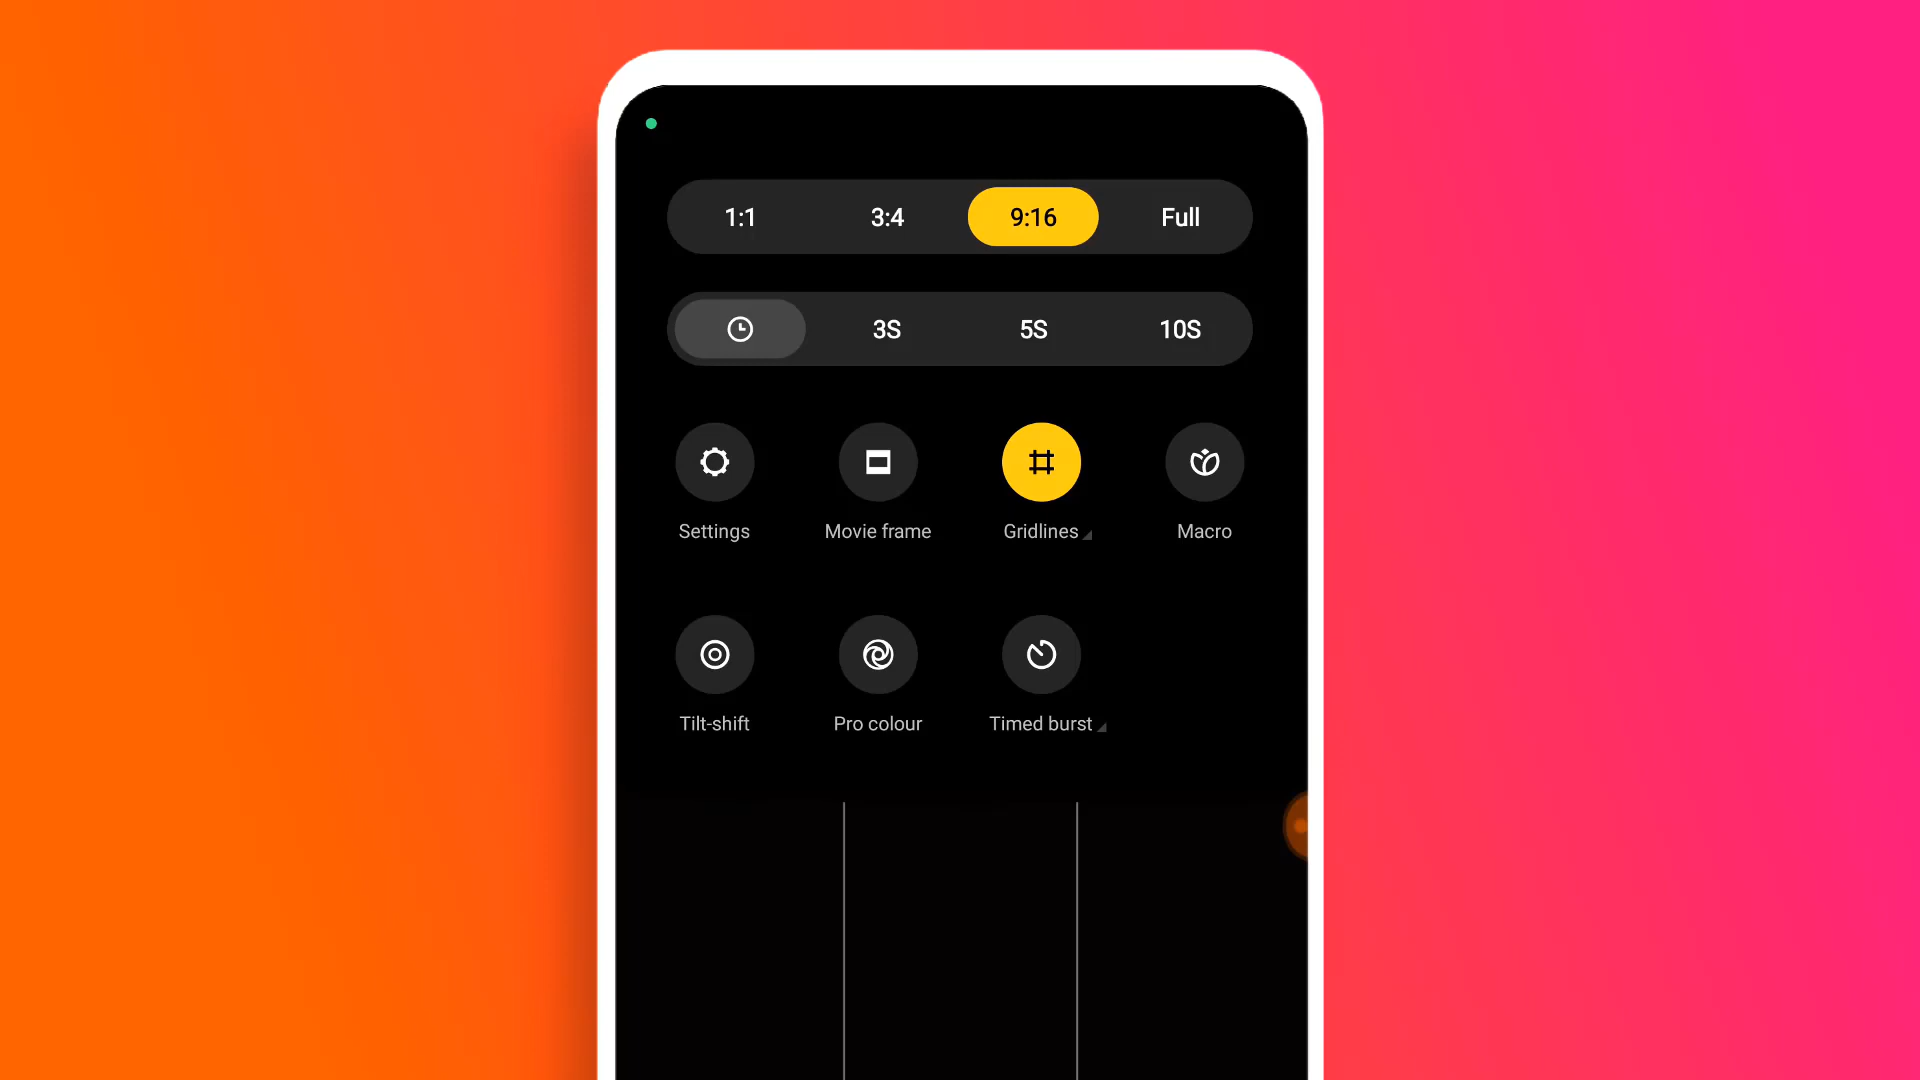 1:1 3:4 9:16 Full
3S 5S 10S
Settings Movie frame Gridlines Macro
Tilt-shift Pro colour Timed burst